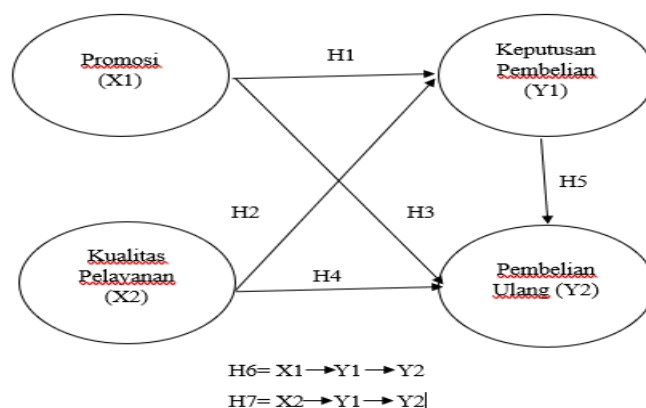 Promosi
(X1)
H1
Keputusan
Pembelian
(Y1)
H2
H3
H5
Kualitas
Pelayanan
(X2)
H4
Pembelian
Ulang (Y2)
H6= X1→Y1→Y2
H7= X2→Y1→Y2